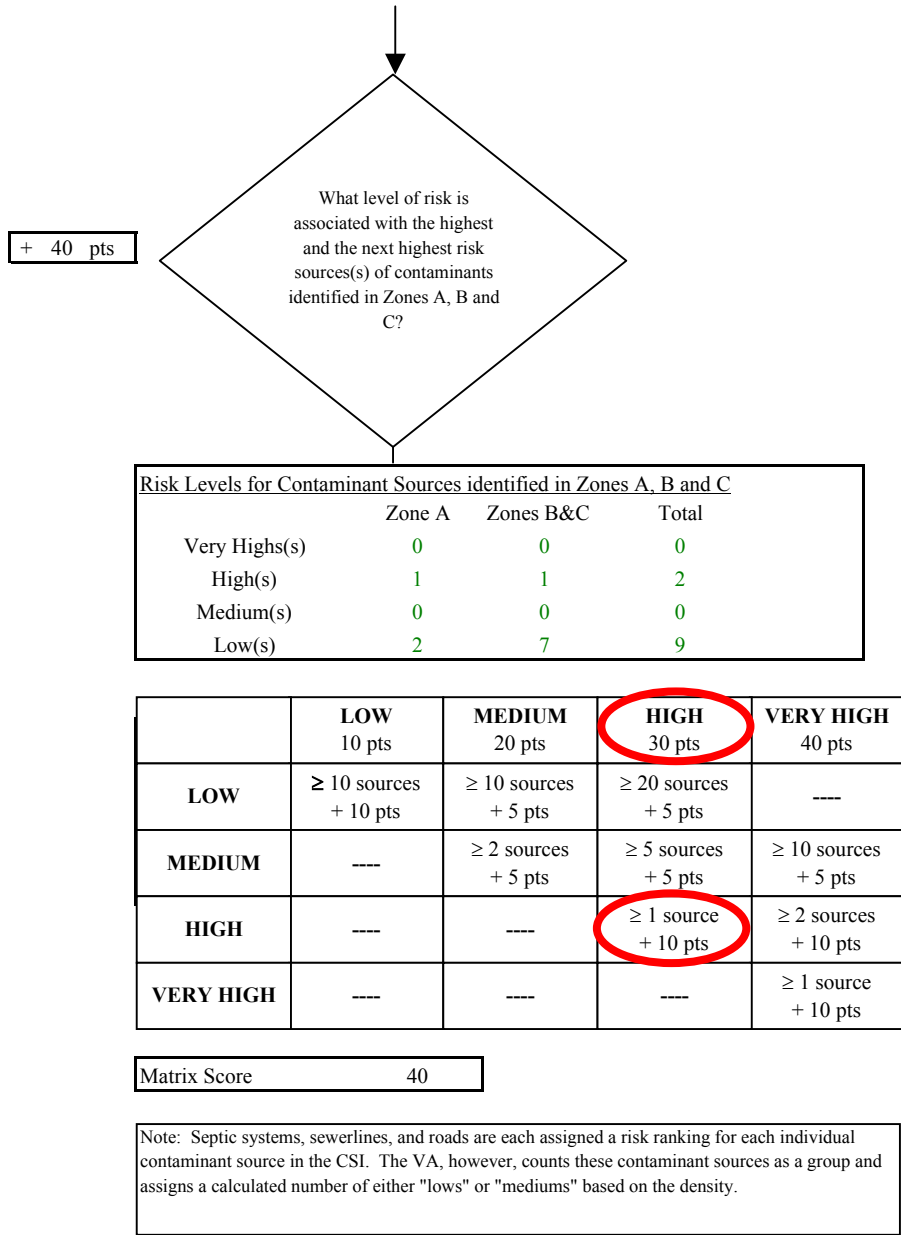 What level of risk is
associated with the highest
and the next highest risk
sources(s) of contaminants
identified in Zones A, B and
C?
+ 40 pts
Risk Levels for Contaminant Sources identified in Zones A, B and C
Zone A Zones B&C Total
Very Highs(s) 0 0 0
High(s) 1 1 2
Medium(s) 0 0 0
Low(s) 2 7 9
LOW MEDIUM HIGH VERY HIGH
10 pts 20 pts 30 pts 40 pts
LOW ≥ 10 sources ≥ 10 sources ≥ 20 sources ----
+ 10 pts + 5 pts + 5 pts
MEDIUM ---- ≥ 2 sources ≥ 5 sources ≥ 10 sources
+ 5 pts + 5 pts + 5 pts
HIGH ---- ---- ≥ 1 source ≥ 2 sources
+ 10 pts + 10 pts
VERY HIGH ---- ---- ---- ≥ 1 source
+ 10 pts
Matrix Score 40
Note: Septic systems, sewerlines, and roads are each assigned a risk ranking for each individual
contaminant source in the CSI. The VA, however, counts these contaminant sources as a group and
assigns a calculated number of either "lows" or "mediums" based on the density.